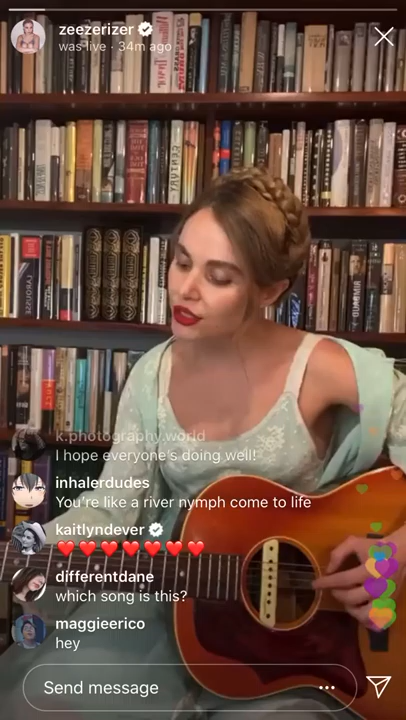 zeezerizer
was live · 34m ago
k.photography.world
I hope everyone's doing well!
inhalerdudes
You're like a river nymph come to life
kaitlyndever
❤️❤️❤️❤️❤️❤️❤️
differentdane
which song is this?
maggieerico
hey
Send message